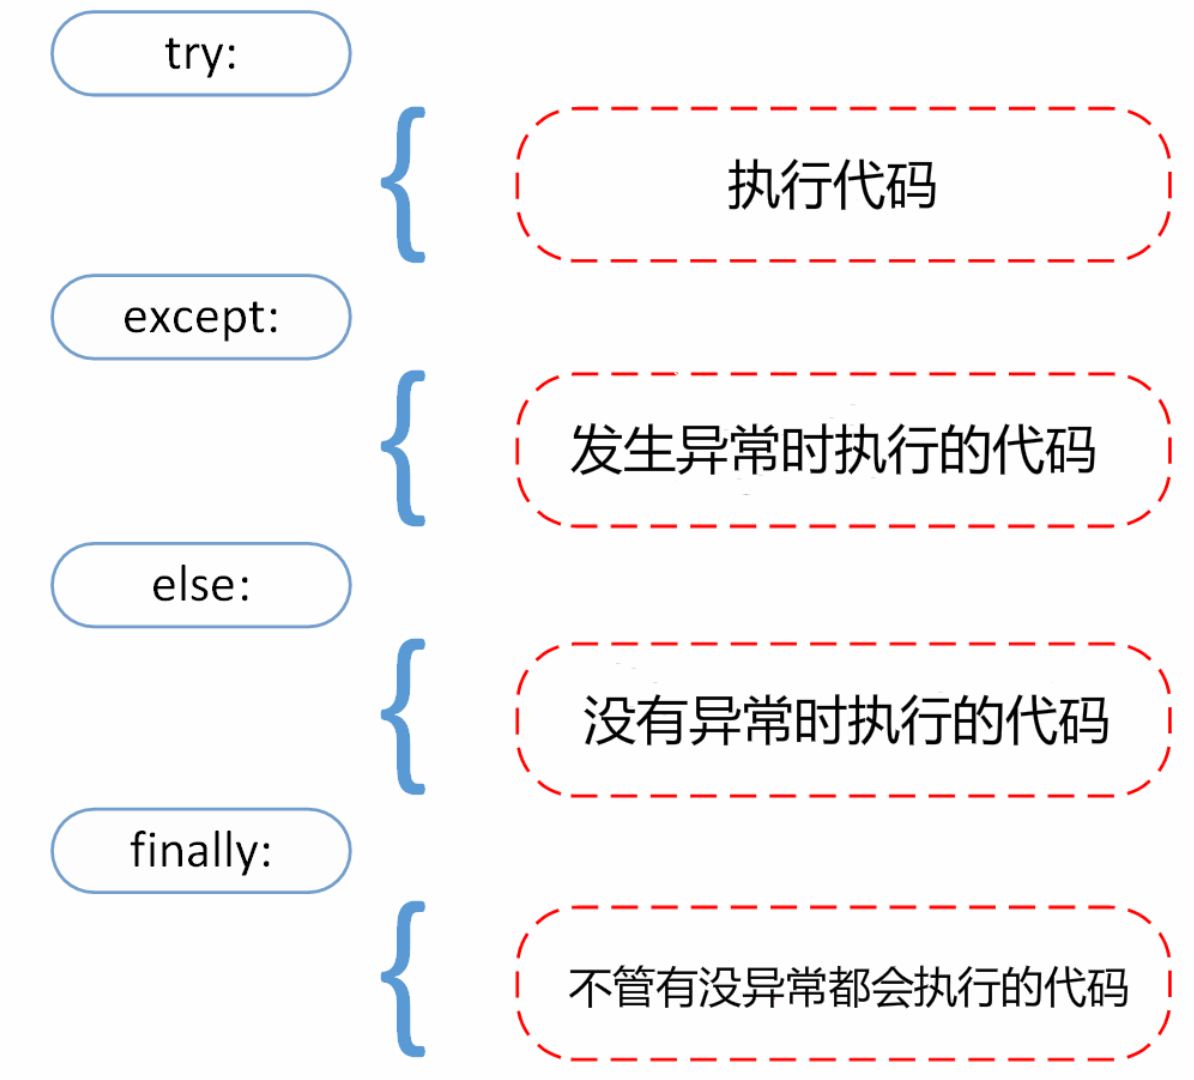 try:
执行代码
except:
发生异常时执行的代码
else:
没有异常时执行的代码
finally:
不管有没异常都会执行的代码